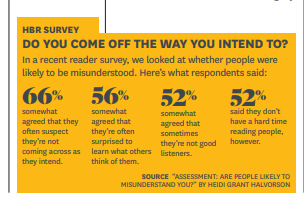 HBR SURVEY
DO YOU COME OFF THE WAY YOU INTEND TO?
In a recent reader survey, we looked at whether people were
likely to be misunderstood. Here's what respondents said:
66%
somewhat
agreed that they
often suspect
they're not
coming across as
they intend.
56%
somewhat
agreed that
they're often
surprised to
learn what others
think of them.
52%
somewhat
agreed that
sometimes
they're not good
listeners.
52%
said they don't
have a hard time
reading people,
however.
SOURCE "ASSESSMENT: ARE PEOPLE LIKELY TO
MISUNDERSTAND YOU?" BY HEIDI GRANT HALVORSON